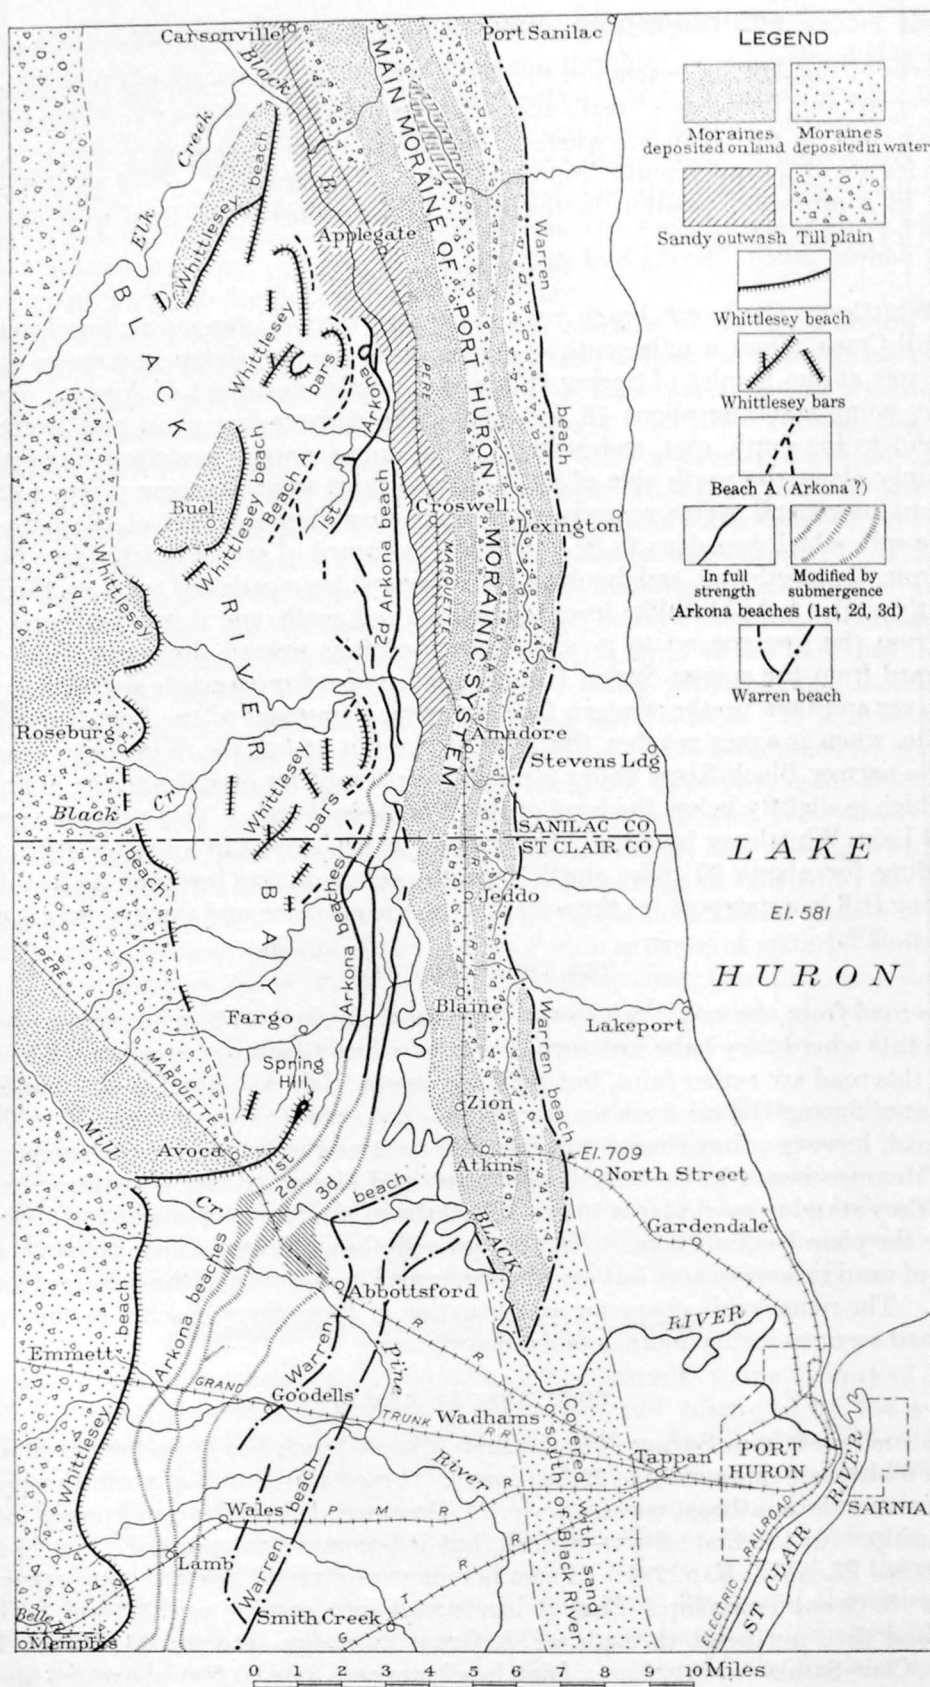 Carsonville
Port Sanilac
LEGEND
Moraines
deposited on land
Moraines
deposited in water
Sandy outwash
Till plain
Whittlesey beach
Whittlesey bars
Beach A (Arkona ?)
In full
strength
Modified by
submergence
Arkona beaches (1st, 2d, 3d)
Warren beach
Black
R.
Elk Creek
Whittlesey beach
MAIN MORAINE OF PORT HURON MORAINIC SYSTEM
Applegate
Warren
beach
BLACK RIVER BAY
Whittlesey
bars
1st Arkona
PERE
MARQUETTE
Buel
Whittlesey beach
Beach A
Croswell
Lexington
2d Arkona beach
Whittlesey
beach
Roseburg
Amadore
Stevens Ldg
Black Cr
Whittlesey
bars
SANILAC CO
ST CLAIR CO
LAKE
El. 581
HURON
Jeddo
Arkona beaches
PERE
MARQUETTE
Blaine
Fargo
Lakeport
Warren
beach
Spring
Hill
Zion
Mill
Cr
Avoca
Atkins
El. 709
North Street
1st
2d
3d
beach
BLACK
RIVER
Gardendale
Arkona beaches
Abbottsford
Warren
R
R
Whittlesey
beach
Emmett
GRAND
TRUNK
R R
Goodells
Pine
River
Wadhams
Tappan
PORT
HURON
SARNIA
Wales
P
M
R
R
Lamb
Warren
beach
Covered with sand
south of Black River
ELECTRIC
RAILROAD
ST CLAIR
RIVER
Belle R.
Memphis
Smith Creek
G
T
R
R
0 1 2 3 4 5 6 7 8 9 10 Miles